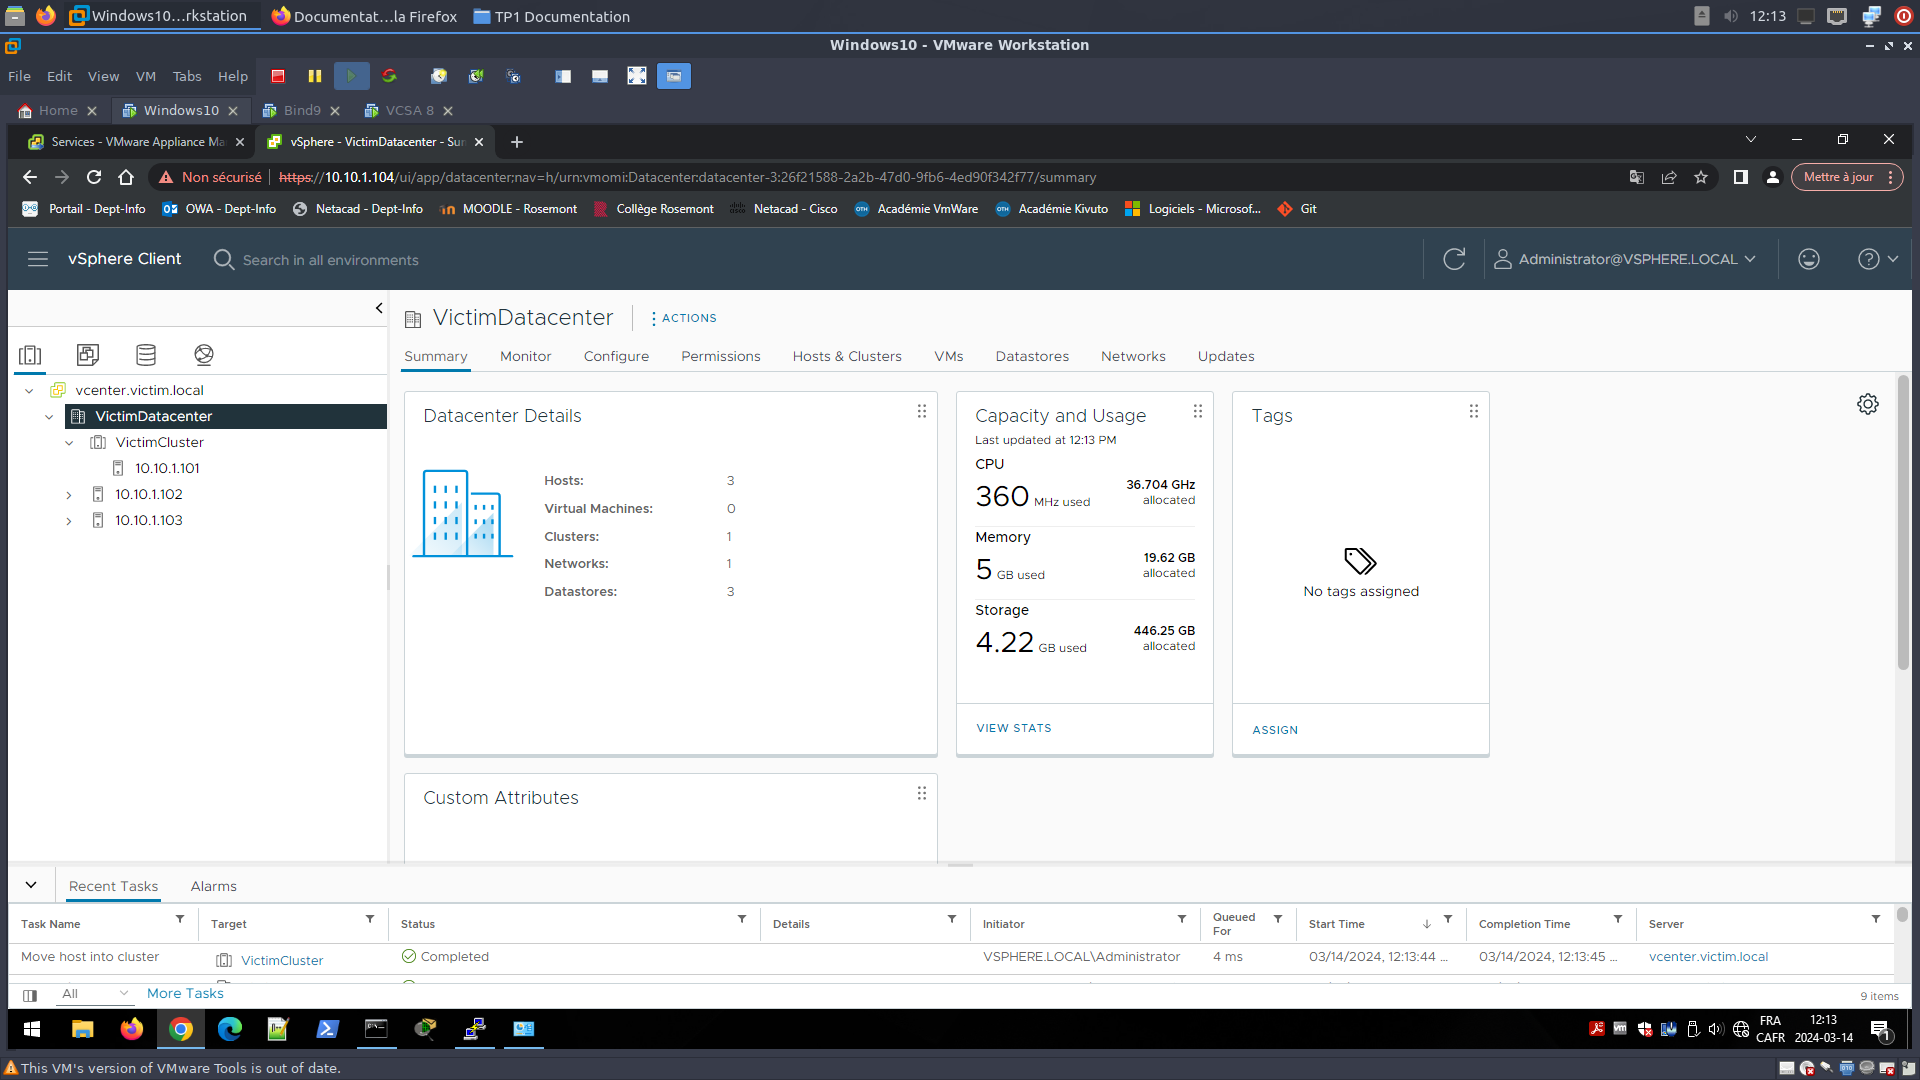 Windows10...rkstation
Documentat...la Firefox
TP1 Documentation
12:13
Windows10 - VMware Workstation
File Edit View VM Tabs Help
Home
Windows10
Bind9
VCSA 8
Services - VMware Appliance Ma
vSphere - VictimDatacenter - Sum
Non sécurisé
https://10.10.1.104/ui/app/datacenter;nav=h/urn:vmomi:Datacenter:datacenter-3:26f21588-2a2b-47d0-9fb6-4ed90f342f77/summary
Mettre à jour
Portail - Dept-Info
OWA - Dept-Info
Netacad - Dept-Info
MOODLE - Rosemont
Collège Rosemont
Netacad - Cisco
Académie VmWare
Académie Kivuto
Logiciels - Microsof...
Git
vSphere Client
Search in all environments
Administrator@VSPHERE.LOCAL
VictimDatacenter
ACTIONS
Summary Monitor Configure Permissions Hosts & Clusters VMs Datastores Networks Updates
vcenter.victim.local
VictimDatacenter
VictimCluster
10.10.1.101
10.10.1.102
10.10.1.103
Datacenter Details
Hosts: 3
Virtual Machines: 0
Clusters: 1
Networks: 1
Datastores: 3
Capacity and Usage
Last updated at 12:13 PM
CPU
360 MHz used
36.704 GHz
allocated
Memory
5 GB used
19.62 GB
allocated
Storage
4.22 GB used
446.25 GB
allocated
VIEW STATS
Tags
No tags assigned
ASSIGN
Custom Attributes
Recent Tasks Alarms
Task Name Target Status Details Initiator Queued For Start Time Completion Time Server
Move host into cluster VictimCluster Completed VSPHERE.LOCAL\Administrator 4 ms 03/14/2024, 12:13:44 ... 03/14/2024, 12:13:45 ... vcenter.victim.local
All
More Tasks
9 items
FRA
CAFR
12:13
2024-03-14
1
This VM's version of VMware Tools is out of date.